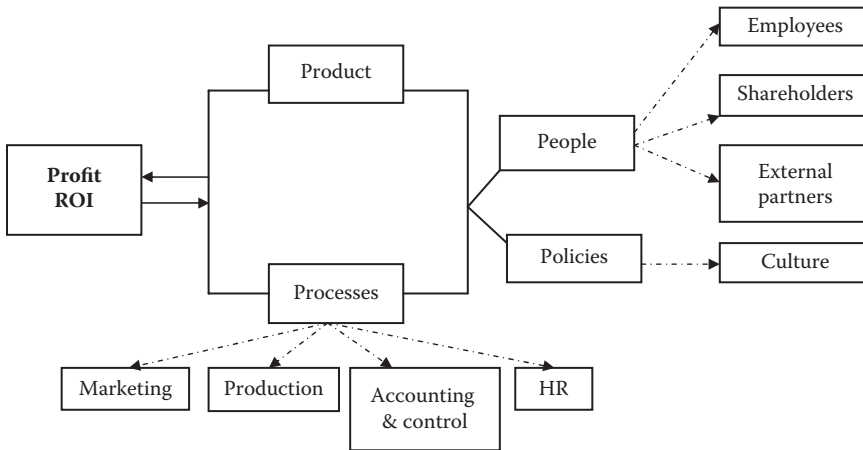 Employees
Product
Shareholders
People
Profit
ROI
External
partners
Policies
Culture
Processes
Marketing
Production
Accounting
& control
HR